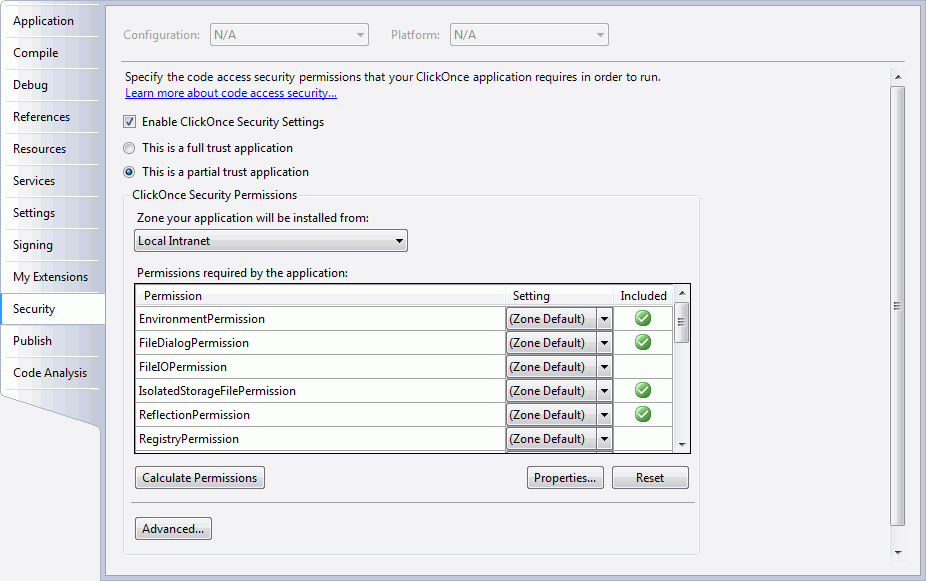 Application
Compile
Debug
References
Resources
Services
Settings
Signing
My Extensions
Security
Publish
Code Analysis
Configuration: N/A Platform: N/A
Specify the code access security permissions that your ClickOnce application requires in order to run.
Learn more about code access security...
Enable ClickOnce Security Settings
This is a full trust application
This is a partial trust application
ClickOnce Security Permissions
Zone your application will be installed from:
Local Intranet
Permissions required by the application:
Permission Setting Included
EnvironmentPermission (Zone Default)
FileDialogPermission (Zone Default)
FileIOPermission (Zone Default)
IsolatedStorageFilePermission (Zone Default)
ReflectionPermission (Zone Default)
RegistryPermission (Zone Default)
Calculate Permissions Properties... Reset
Advanced...